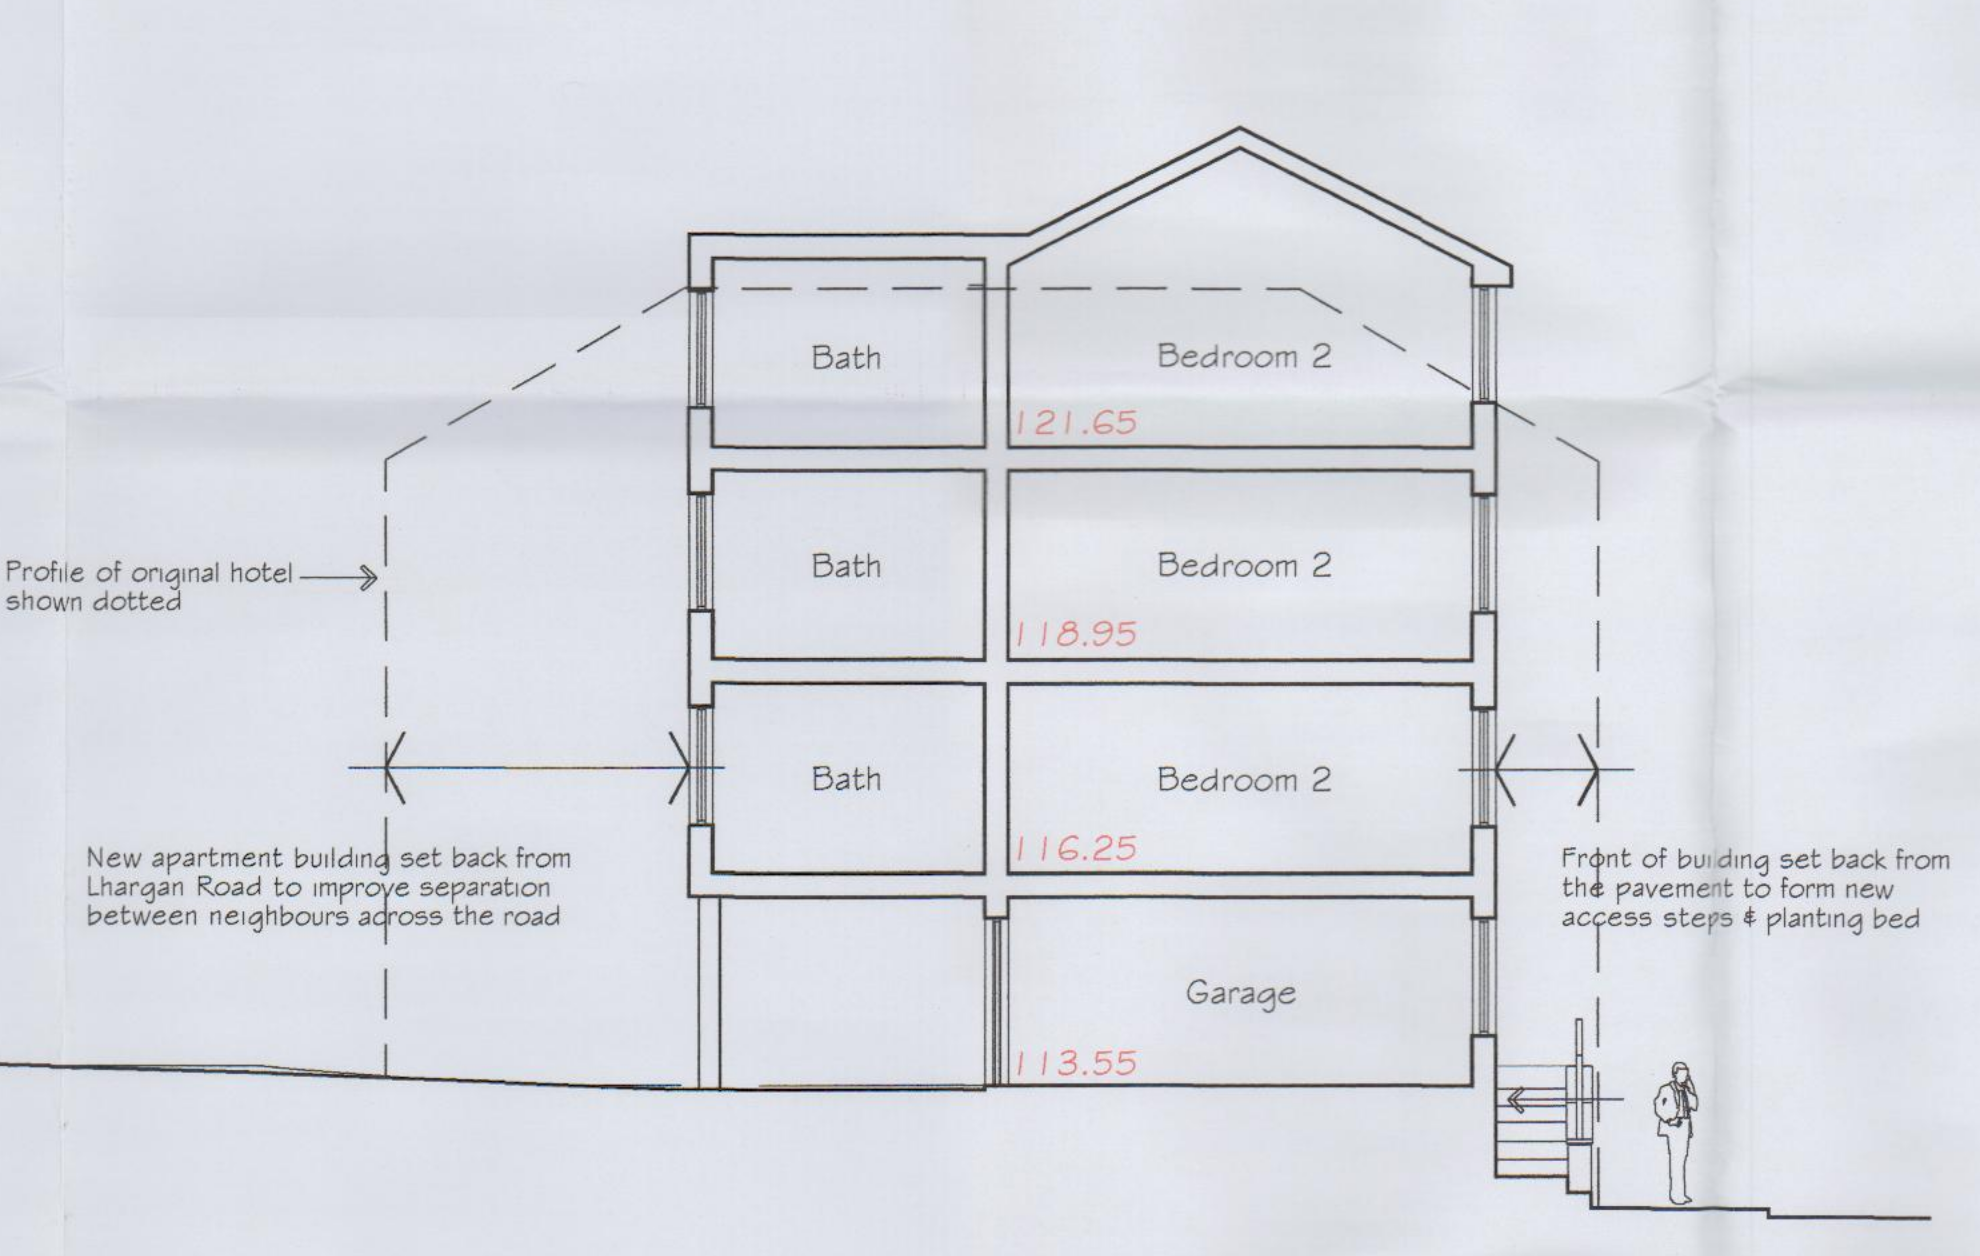 Bath
Bedroom 2
121.65
Profile of original hotel
shown dotted
Bath
Bedroom 2
118.95
Bath
Bedroom 2
116.25
New apartment building set back from
Lhargan Road to improve separation
between neighbours across the road
Front of building set back from
the pavement to form new
access steps & planting bed
Garage
113.55